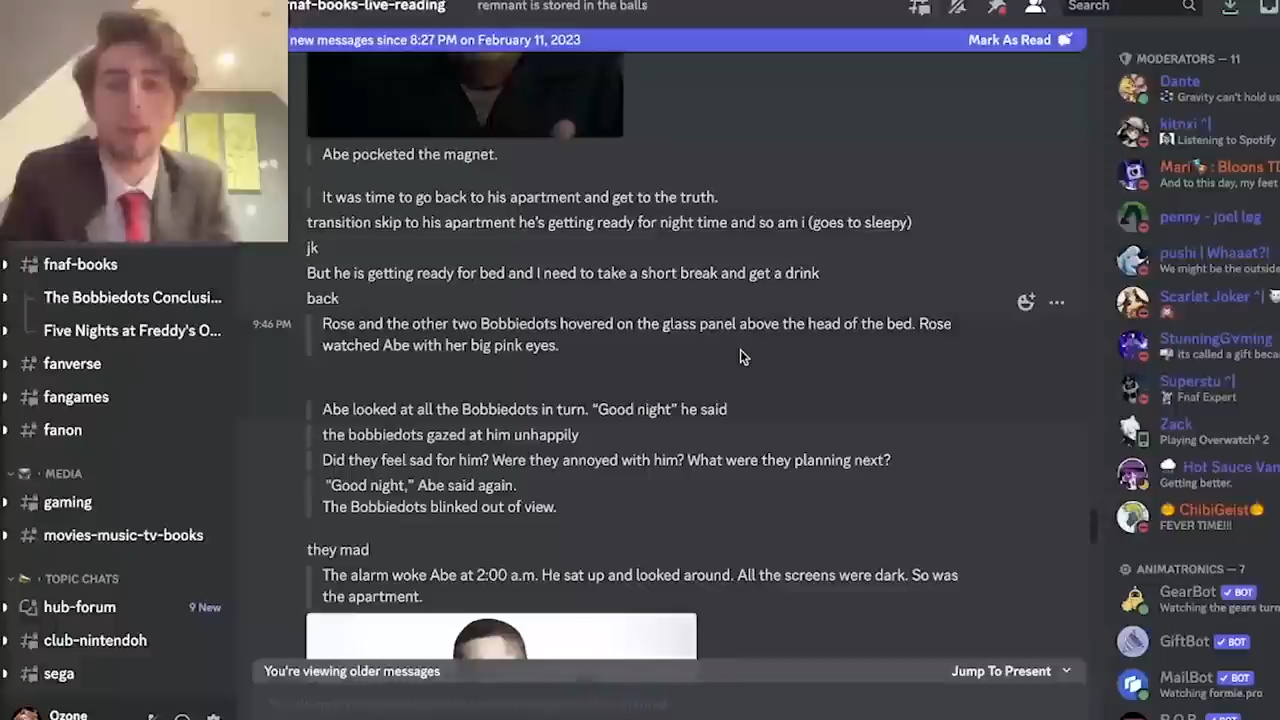 fnaf-books-live-reading
remnant is stored in the balls
Search
new messages since 8:27 PM on February 11, 2023
Mark As Read
Abe pocketed the magnet.
It was time to go back to his apartment and get to the truth.
transition skip to his apartment he's getting ready for night time and so am i (goes to sleepy)
jk
But he is getting ready for bed and I need to take a short break and get a drink
back
9:46 PM
Rose and the other two Bobbiedots hovered on the glass panel above the head of the bed. Rose
watched Abe with her big pink eyes.
Abe looked at all the Bobbiedots in turn. “Good night” he said
the bobbiedots gazed at him unhappily
Did they feel sad for him? Were they annoyed with him? What were they planning next?
“Good night,” Abe said again.
The Bobbiedots blinked out of view.
they mad
The alarm woke Abe at 2:00 a.m. He sat up and looked around. All the screens were dark. So was
the apartment.
You're viewing older messages
Jump To Present
fnaf-books
The Bobbiedots Conclusi...
Five Nights at Freddy's O...
fanverse
fangames
fanon
MEDIA
gaming
movies-music-tv-books
TOPIC CHATS
hub-forum
9 New
club-nintendoh
sega
Ozone
MODERATORS — 11
Dante
Gravity can't hold us
kitnxi ^|
Listening to Spotify
Mari : Bloons TD
And to this day, my feet
penny - joel leg
pushi | Whaaat?!
We might be the outside
Scarlet Joker ^|
StunningGVming
its called a gift beca
Superstu ^|
Fnaf Expert
Zack
Playing Overwatch® 2
Hot Sauce Van
Getting better.
ChibiGeist
FEVER TIME!!!
ANIMATRONICS — 7
GearBot
BOT
Watching the gears turn
GiftBot
BOT
MailBot
BOT
Watching formie.pro